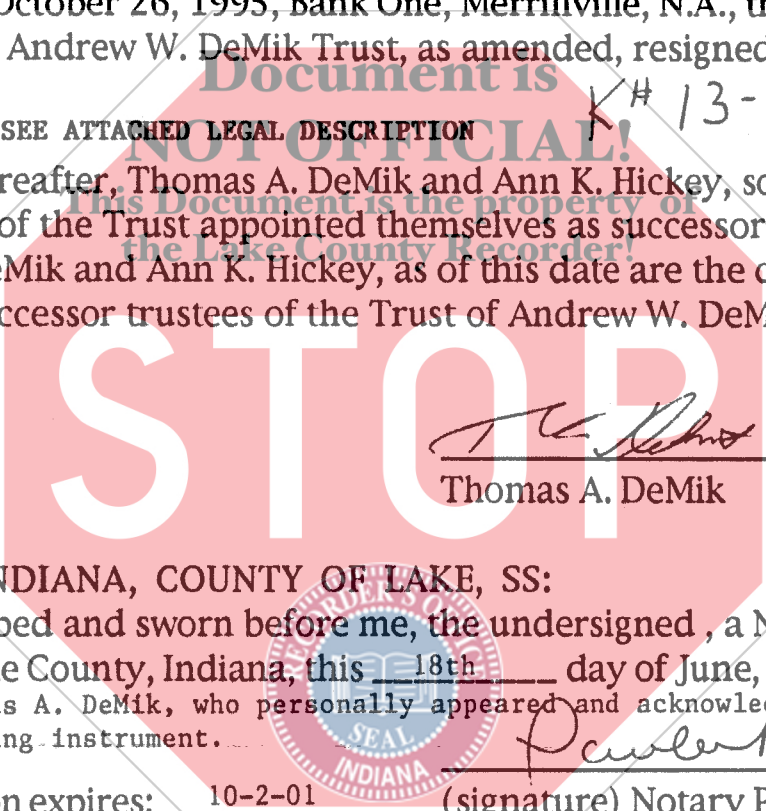 October 26, 1995, Bank One, Merrillville, N.A., th
Andrew W. DeMik Trust, as amended, resigned
Document is
K# 13-
SEE ATTACHED LEGAL DESCRIPTION
NOT OFFICIAL!
reafter, Thomas A. DeMik and Ann K. Hickey, so
This Document is the property of
of the Trust appointed themselves as successor
the Lake County Recorder!
eMik and Ann K. Hickey, as of this date are the
ccessor trustees of the Trust of Andrew W. DeM
STOP
Thomas A. DeMik
NDIANA, COUNTY OF LAKE, SS:
bed and sworn before me, the undersigned , a N
e County, Indiana, this 18th day of June,
s A. DeMik, who personally appeared and acknowle
ing instrument.
RECORDER'S
SEAL
INDIANA
on expires: 10-2-01 (signature) Notary P